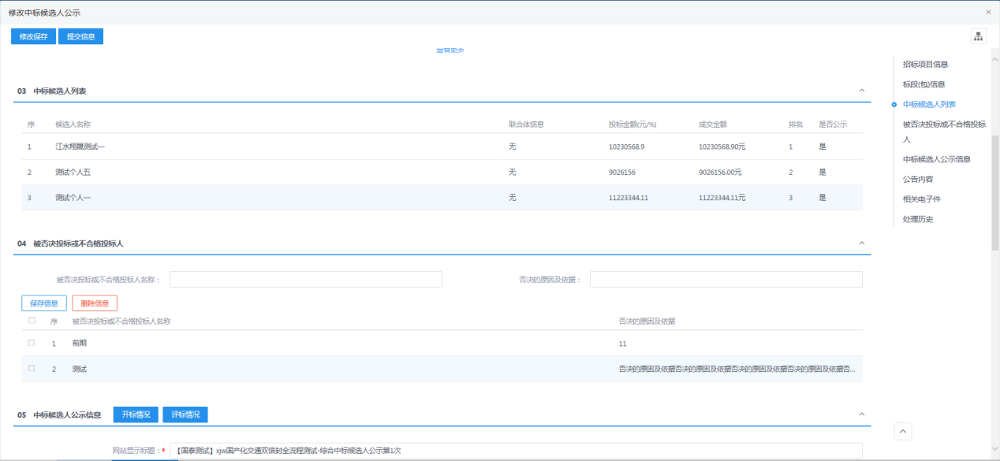 修改中标候选人公示
×
修改保存 提交信息
查看更多
03 中标候选人列表
序 候选人名称 联合体信息 投标金额(元/%) 成交金额 排名 是否公示
1 江水翔晟测试一 无 10230568.9 10230568.90元 1 是
2 测试个人五 无 9026156 9026156.00元 2 是
3 测试个人一 无 11223344.11 11223344.11元 3 是
04 被否决投标或不合格投标人
被否决投标或不合格投标人名称： 否决的原因及依据：
保存信息 删除信息
序 被否决投标或不合格投标人名称 否决的原因及依据
1 前期 11
2 测试 否决的原因及依据否决的原因及依据否决的原因及依据否决的原因及依据否...
05 中标候选人公示信息 开标情况 评标情况
网站显示标题：* 【国泰测试】xjw国产化交通双信封全流程测试-综合中标候选人公示第1次
招标项目信息
标段(包)信息
中标候选人列表
被否决投标或不合格投标
人
中标候选人公示信息
公告内容
相关电子件
处理历史